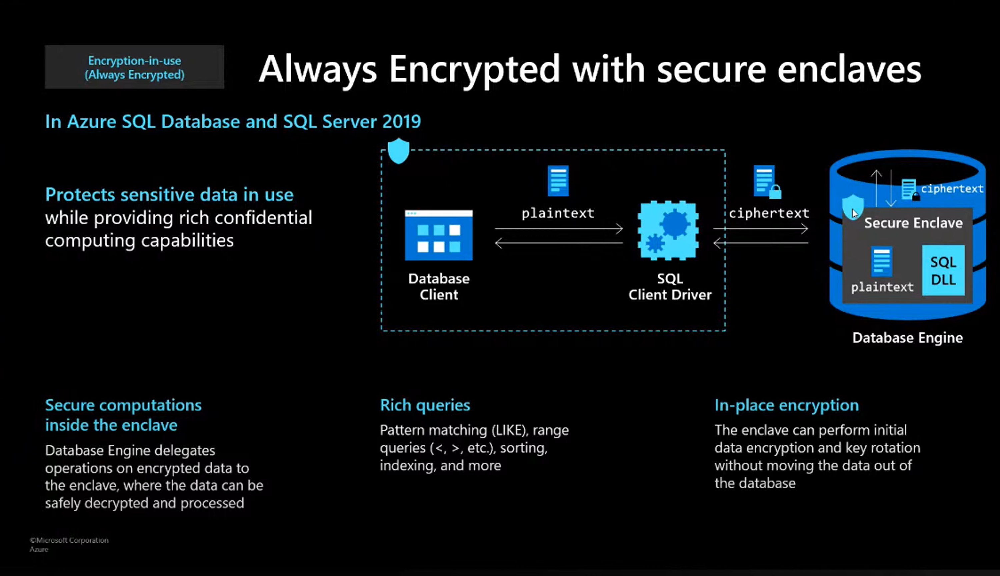 Encryption-in-use
(Always Encrypted)
Always Encrypted with secure enclaves
In Azure SQL Database and SQL Server 2019
Protects sensitive data in use
while providing rich confidential
computing capabilities
plaintext
ciphertext
ciphertext
Secure Enclave
plaintext
SQL
DLL
Database
Client
SQL
Client Driver
Database Engine
Secure computations
inside the enclave
Database Engine delegates
operations on encrypted data to
the enclave, where the data can be
safely decrypted and processed
Rich queries
Pattern matching (LIKE), range
queries (<, >, etc.), sorting,
indexing, and more
In-place encryption
The enclave can perform initial
data encryption and key rotation
without moving the data out of
the database
©Microsoft Corporation
Azure